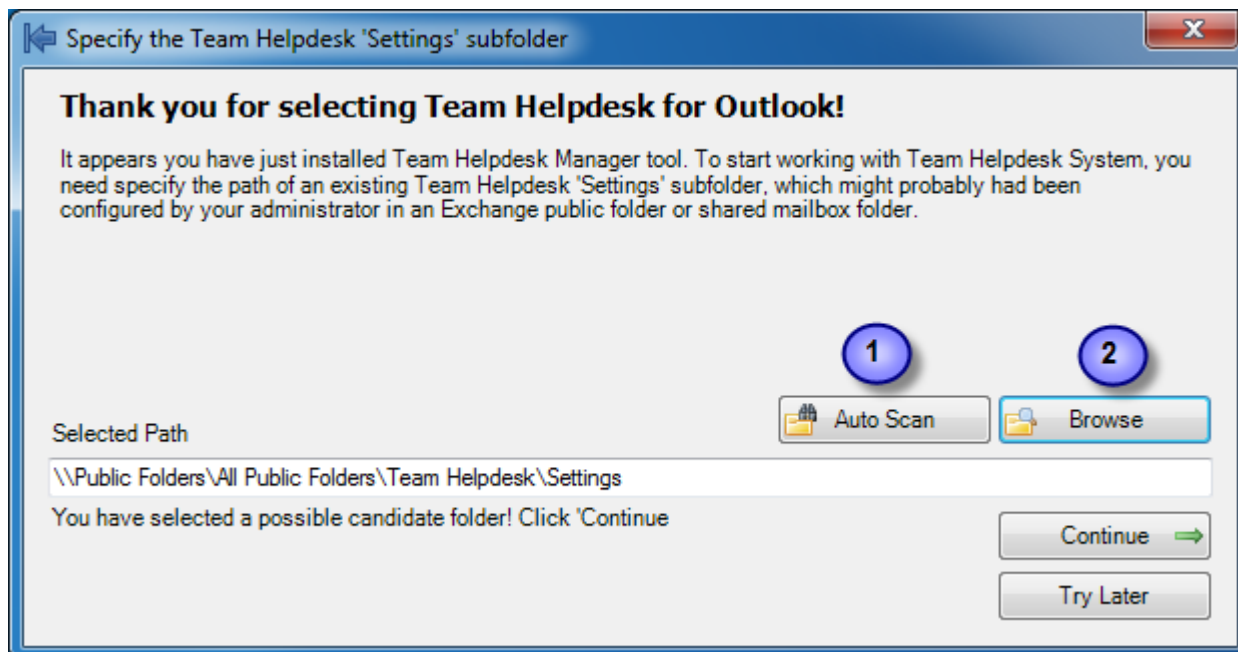 Specify the Team Helpdesk 'Settings' subfolder
x
Thank you for selecting Team Helpdesk for Outlook!
It appears you have just installed Team Helpdesk Manager tool. To start working with Team Helpdesk System, you
need specify the path of an existing Team Helpdesk 'Settings' subfolder, which might probably had been
configured by your administrator in an Exchange public folder or shared mailbox folder.
1
2
Auto Scan
Browse
Selected Path
\\Public Folders\All Public Folders\Team Helpdesk\Settings
You have selected a possible candidate folder! Click 'Continue
Continue
Try Later